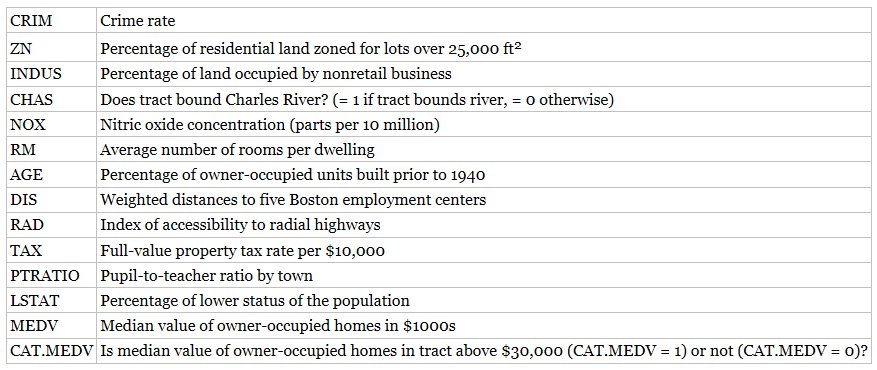 CRIM Crime rate
ZN Percentage of residential land zoned for lots over 25,000 ft²
INDUS Percentage of land occupied by nonretail business
CHAS Does tract bound Charles River? (= 1 if tract bounds river, = 0 otherwise)
NOX Nitric oxide concentration (parts per 10 million)
RM Average number of rooms per dwelling
AGE Percentage of owner-occupied units built prior to 1940
DIS Weighted distances to five Boston employment centers
RAD Index of accessibility to radial highways
TAX Full-value property tax rate per $10,000
PTRATIO Pupil-to-teacher ratio by town
LSTAT Percentage of lower status of the population
MEDV Median value of owner-occupied homes in $1000s
CAT.MEDV Is median value of owner-occupied homes in tract above $30,000 (CAT.MEDV = 1) or not (CAT.MEDV = 0)?